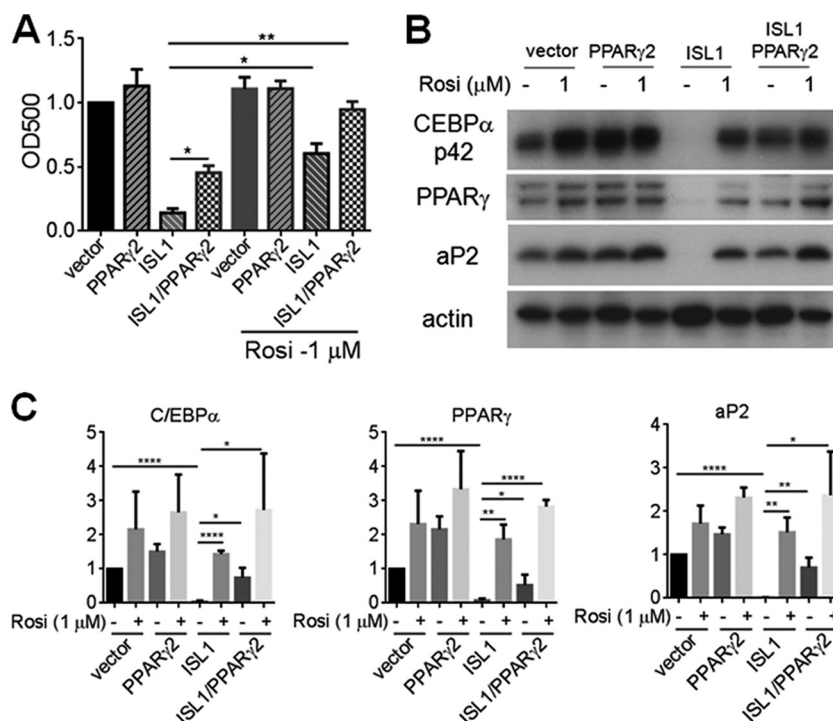 A
OD500
1.5
1.0
0.5
0.0
*
**
*
vector
PPARγ2
ISL1
ISL1/PPARγ2
vector
PPARγ2
ISL1
ISL1/PPARγ2
Rosi -1 μM
B
vector PPARγ2 ISL1 ISL1 PPARγ2
Rosi (μM) - 1 - 1 - 1 - 1
CEBPα
p42
PPARγ
aP2
actin
C
C/EBPα
5
4
3
2
1
0
****
*
*
****
Rosi (1 μM) - + - + - + - +
vector
PPARγ2
ISL1
ISL1/PPARγ2
PPARγ
5
4
3
2
1
0
****
****
*
**
Rosi (1 μM) - + - + - + - +
vector
PPARγ2
ISL1
ISL1/PPARγ2
aP2
4
3
2
1
0
*
****
**
**
Rosi (1 μM) - + - + - + - +
vector
PPARγ2
ISL1
ISL1/PPARγ2